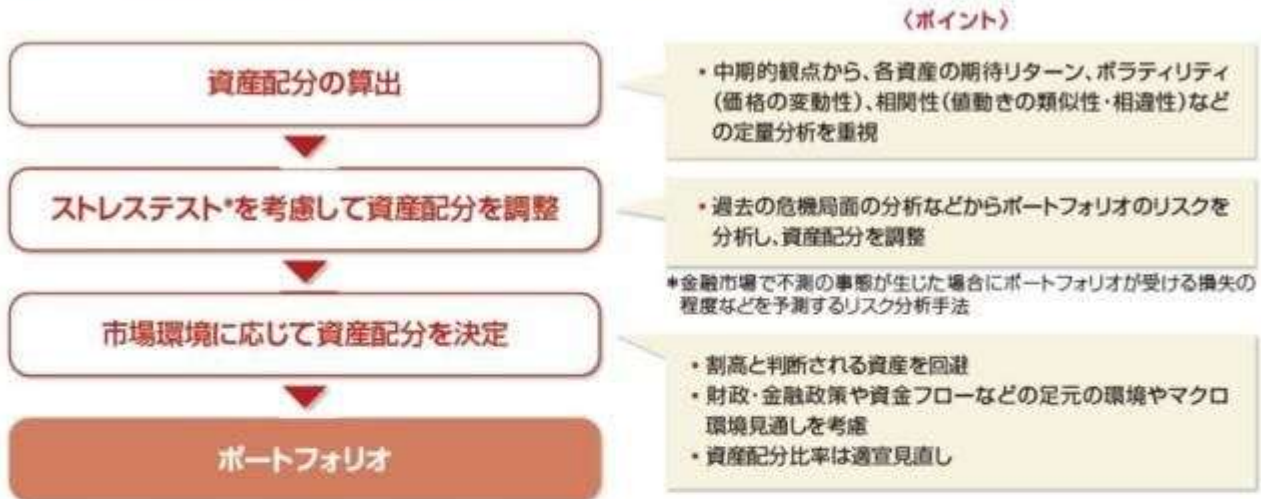 〈ポイント〉
資産配分の算出
・中期的観点から、各資産の期待リターン、ボラティリティ
(価格の変動性)、相関性(値動きの類似性・相違性)など
の定量分析を重視
ストレステスト*を考慮して資産配分を調整
・過去の危機局面の分析などからポートフォリオのリスクを
分析し、資産配分を調整
*金融市場で不測の事態が生じた場合にポートフォリオが受ける損失の
程度などを予測するリスク分析手法
市場環境に応じて資産配分を決定
・割高と判断される資産を回避
・財政・金融政策や資金フローなどの足元の環境やマクロ
環境見通しを考慮
・資産配分比率は適宜見直し
ポートフォリオ